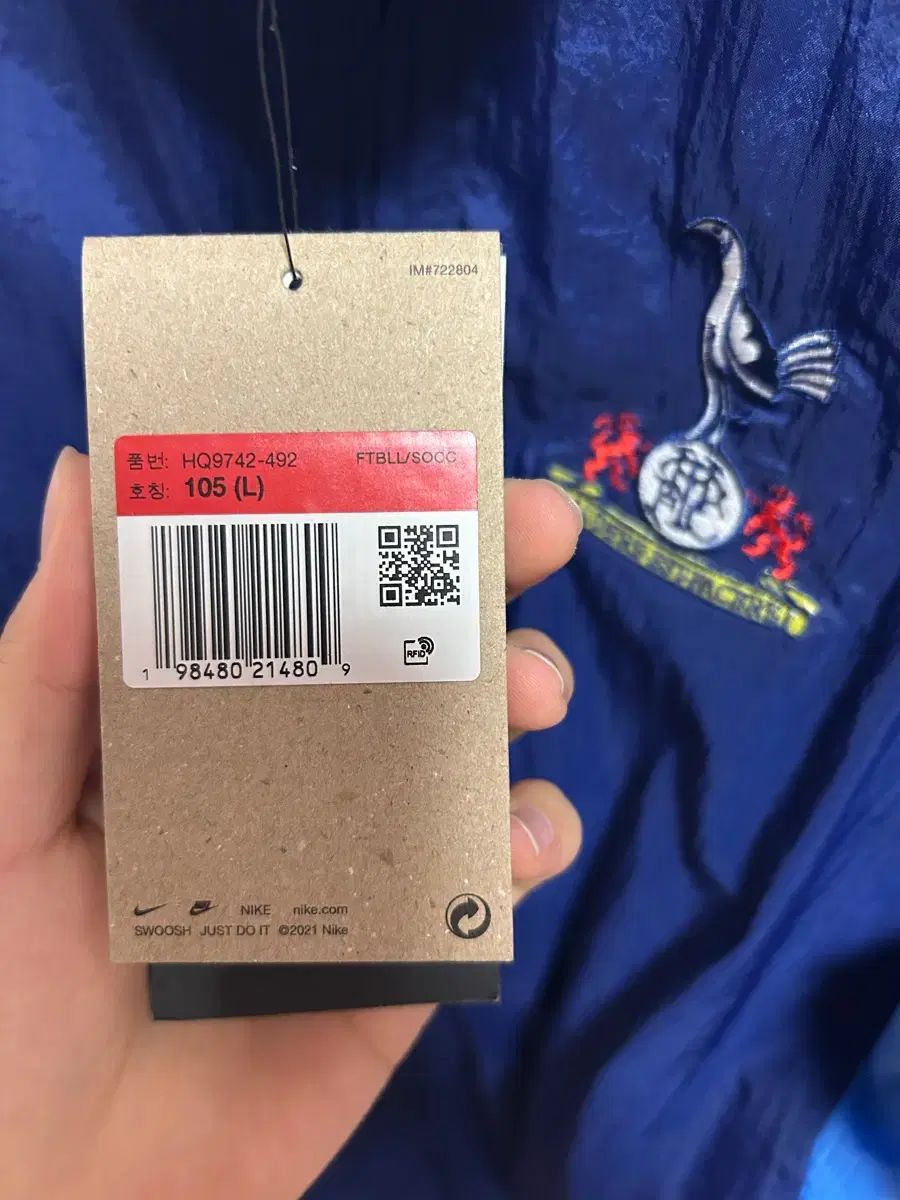 IM#722804
품번: HQ9742-492 FTBLL/SOCC
호칭: 105 (L)
RFID
1 98480 21480 9
NIKE nike.com
SWOOSH JUST DO IT ©2021 Nike